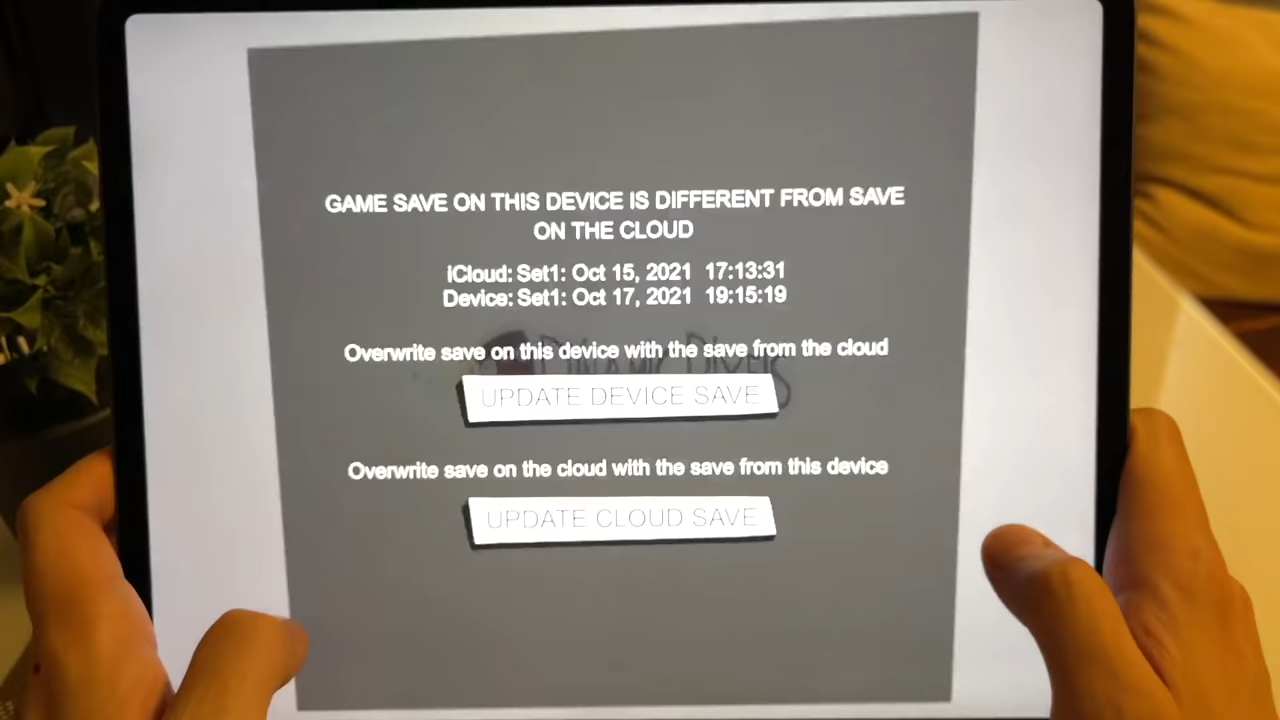 GAME SAVE ON THIS DEVICE IS DIFFERENT FROM SAVE
ON THE CLOUD
iCloud: Set1: Oct 15, 2021 17:13:31
Device: Set1: Oct 17, 2021 19:15:19
Overwrite save on this device with the save from the cloud
UPDATE DEVICE SAVE
Overwrite save on the cloud with the save from this device
UPDATE CLOUD SAVE